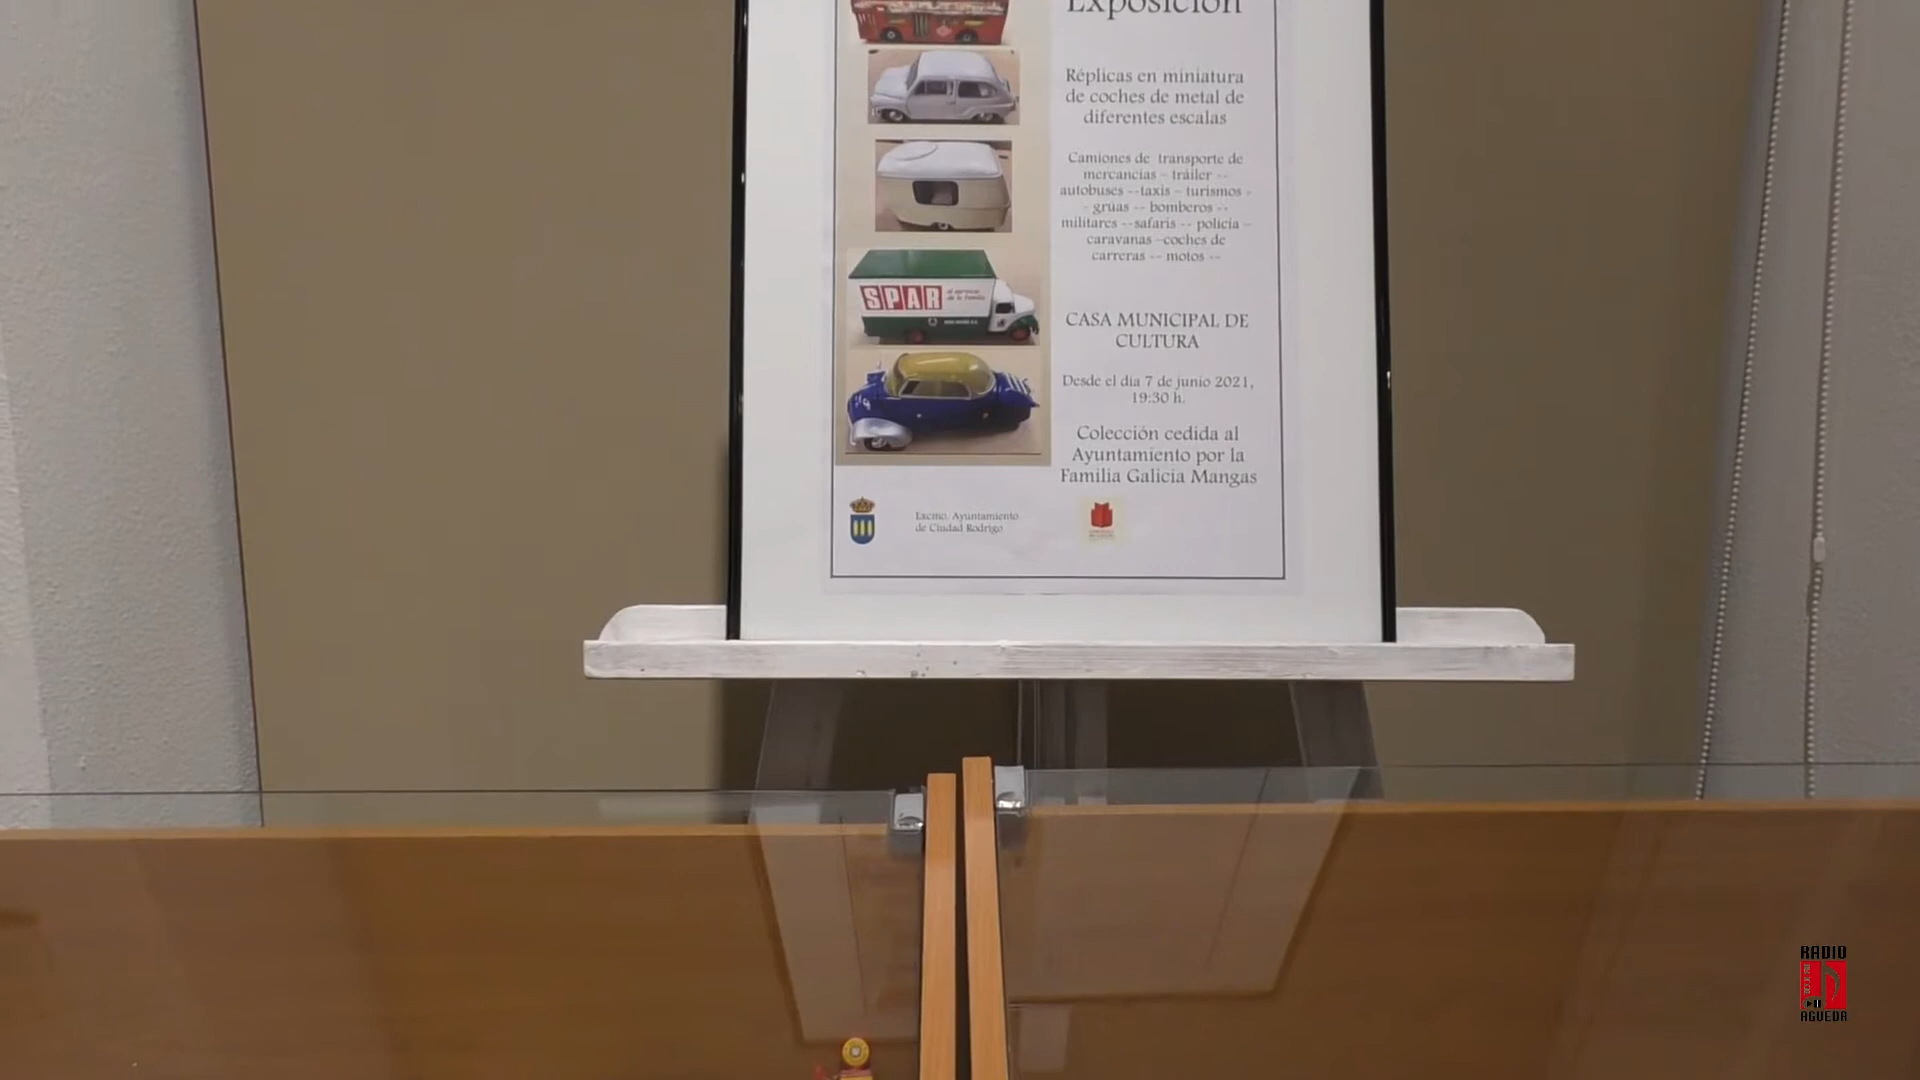 Exposición
Réplicas en miniatura
de coches de metal de
diferentes escalas
Camiones de transporte de
mercancías – tráiler --
autobuses --taxis – turismos -
- grúas -- bomberos --
militares --safaris -- policía –
caravanas –coches de
carreras -- motos --
SPAR
CASA MUNICIPAL DE
CULTURA
Desde el día 7 de junio 2021,
19:30 h.
Colección cedida al
Ayuntamiento por la
Familia Galicia Mangas
Excmo. Ayuntamiento
de Ciudad Rodrigo
RADIO
AGUEDA